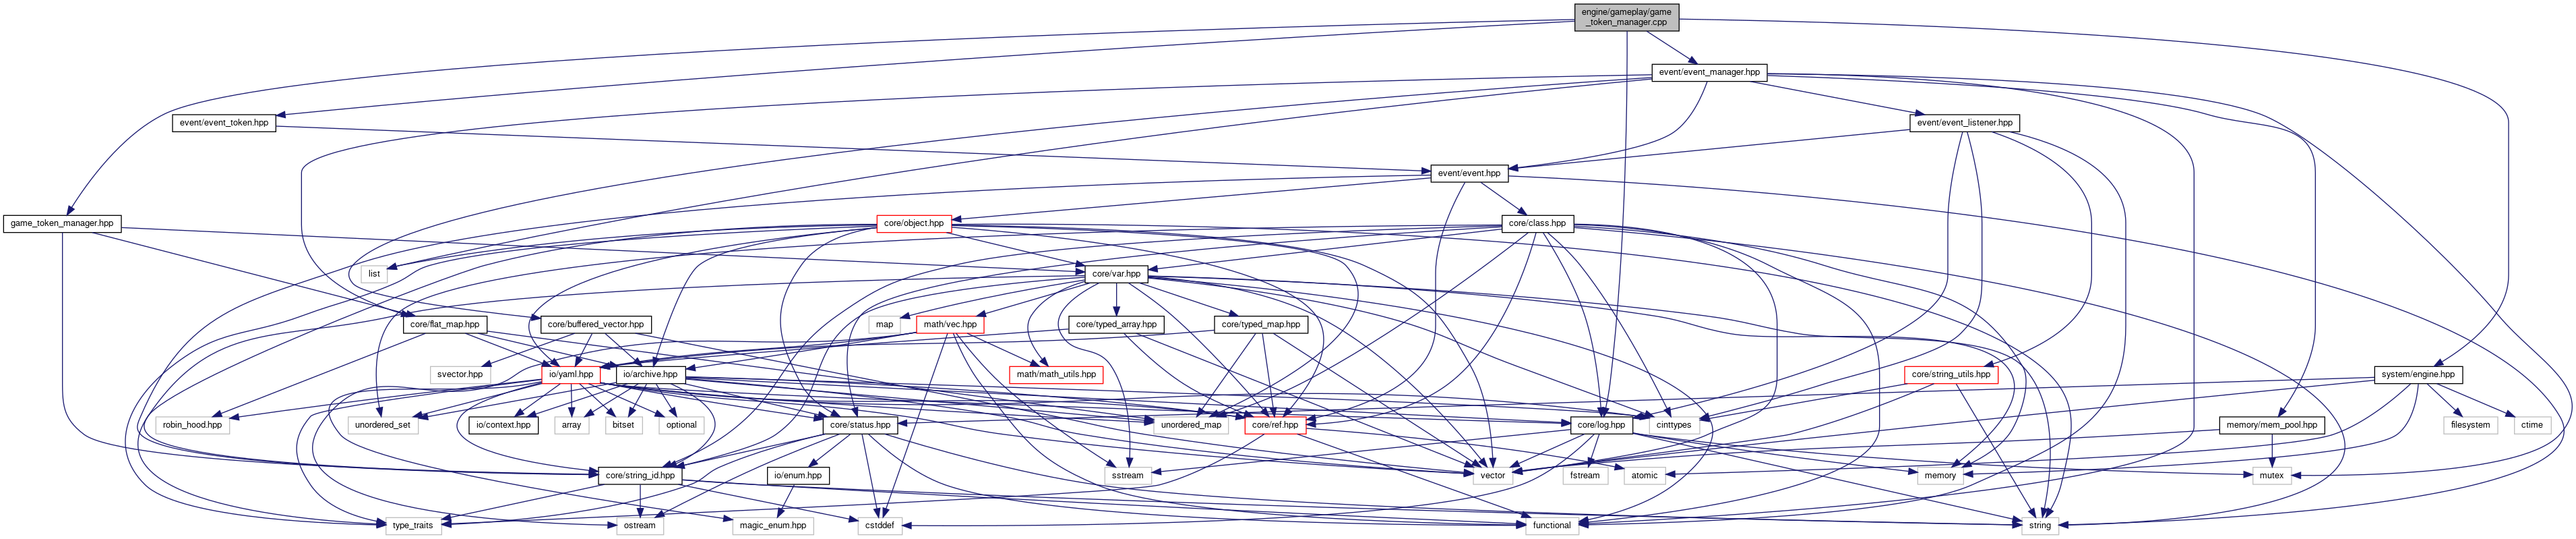 engine/gameplay/game
_token_manager.cpp
event/event_manager.hpp
event/event_token.hpp
event/event_listener.hpp
event/event.hpp
game_token_manager.hpp
core/object.hpp
core/class.hpp
list
core/var.hpp
core/flat_map.hpp
core/buffered_vector.hpp
map
math/vec.hpp
core/typed_array.hpp
core/typed_map.hpp
svector.hpp
io/yaml.hpp
io/archive.hpp
math/math_utils.hpp
core/string_utils.hpp
system/engine.hpp
robin_hood.hpp
unordered_set
io/context.hpp
array
bitset
optional
core/status.hpp
unordered_map
core/ref.hpp
core/log.hpp
cinttypes
memory/mem_pool.hpp
filesystem
ctime
core/string_id.hpp
io/enum.hpp
sstream
vector
fstream
atomic
memory
mutex
type_traits
ostream
magic_enum.hpp
cstddef
functional
string